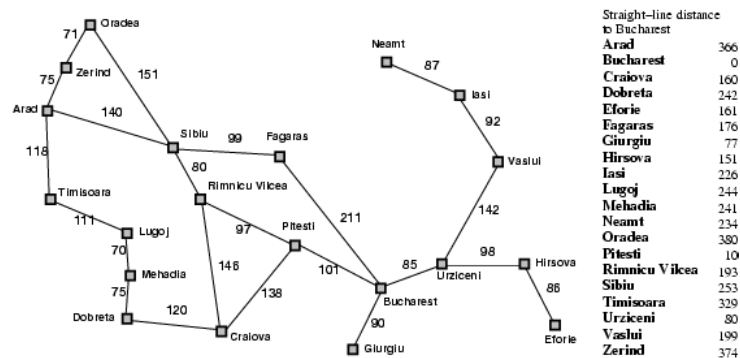 Oradea
71
Neamt
87
Zerind
151
75
Iasi
Arad
140
92
Sibiu
99
Fagaras
118
80
Vaslui
Rimnicu Vilcea
Timisoara
111
211
142
Lugoj
97
Pitesti
70
98
Hirsova
146
101
85
Mehadia
138
Urziceni
86
75
120
Bucharest
Dobreta
90
Craiova
Eforie
Giurgiu
Straight–line distance
to Bucharest
Arad 366
Bucharest 0
Craiova 160
Dobreta 242
Eforie 161
Fagaras 176
Giurgiu 77
Hirsova 151
Iasi 226
Lugoj 244
Mehadia 241
Neamt 234
Oradea 380
Pitesti 10
Rimnicu Vilcea 193
Sibiu 253
Timisoara 329
Urziceni 80
Vaslui 199
Zerind 374